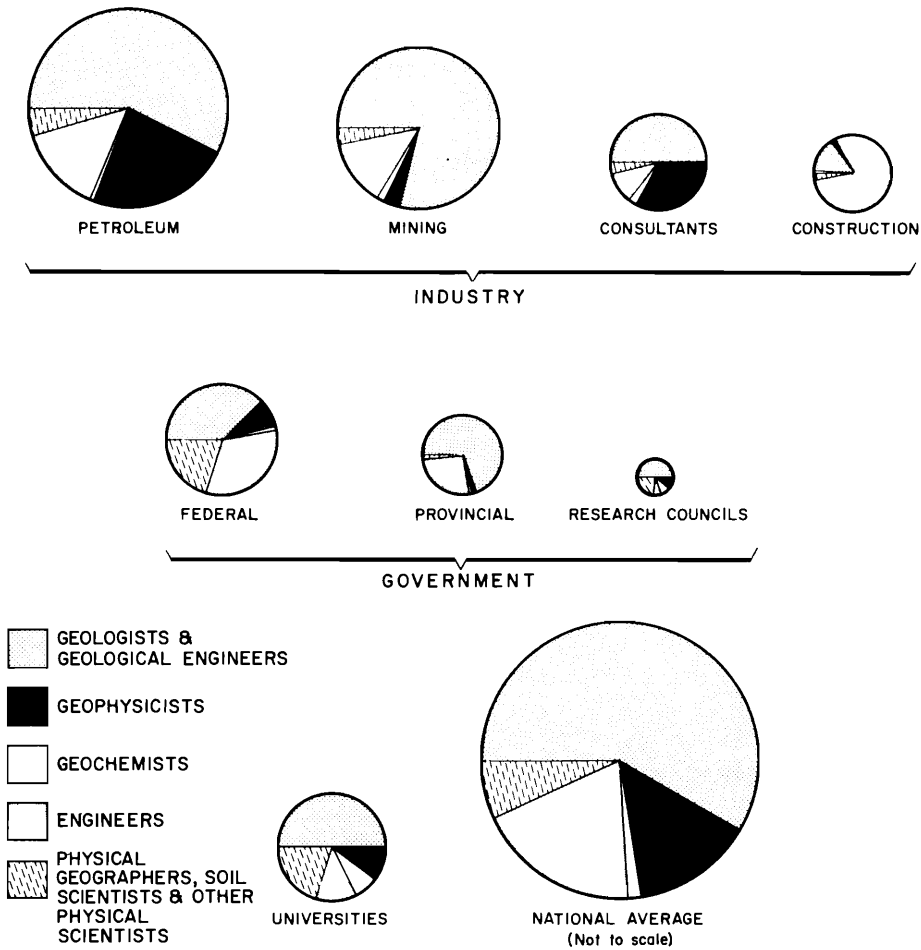 PETROLEUM
MINING
CONSULTANTS
CONSTRUCTION
INDUSTRY
FEDERAL
PROVINCIAL
RESEARCH COUNCILS
GOVERNMENT
GEOLOGISTS &
GEOLOGICAL ENGINEERS
GEOPHYSICISTS
GEOCHEMISTS
ENGINEERS
PHYSICAL
GEOGRAPHERS, SOIL
SCIENTISTS & OTHER
PHYSICAL
SCIENTISTS
UNIVERSITIES
NATIONAL AVERAGE
(Not to scale)